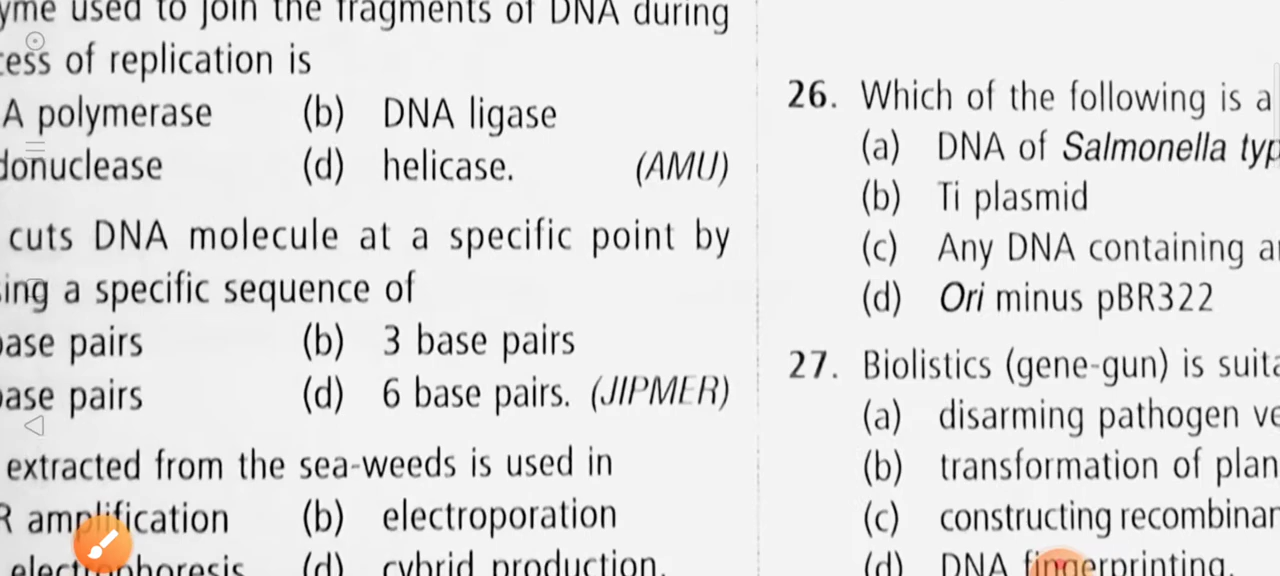 yme used to join the fragments of DNA during
cess of replication is
A polymerase (b) DNA ligase
donuclease (d) helicase. (AMU)
cuts DNA molecule at a specific point by
ing a specific sequence of
ase pairs (b) 3 base pairs
ase pairs (d) 6 base pairs. (JIPMER)
extracted from the sea-weeds is used in
R amplification (b) electroporation
electrophoresis (d) cybrid production.
26. Which of the following is a
(a) DNA of Salmonella typ
(b) Ti plasmid
(c) Any DNA containing a
(d) Ori minus pBR322
27. Biolistics (gene-gun) is suita
(a) disarming pathogen ve
(b) transformation of plan
(c) constructing recombinan
(d) DNA fingerprinting.